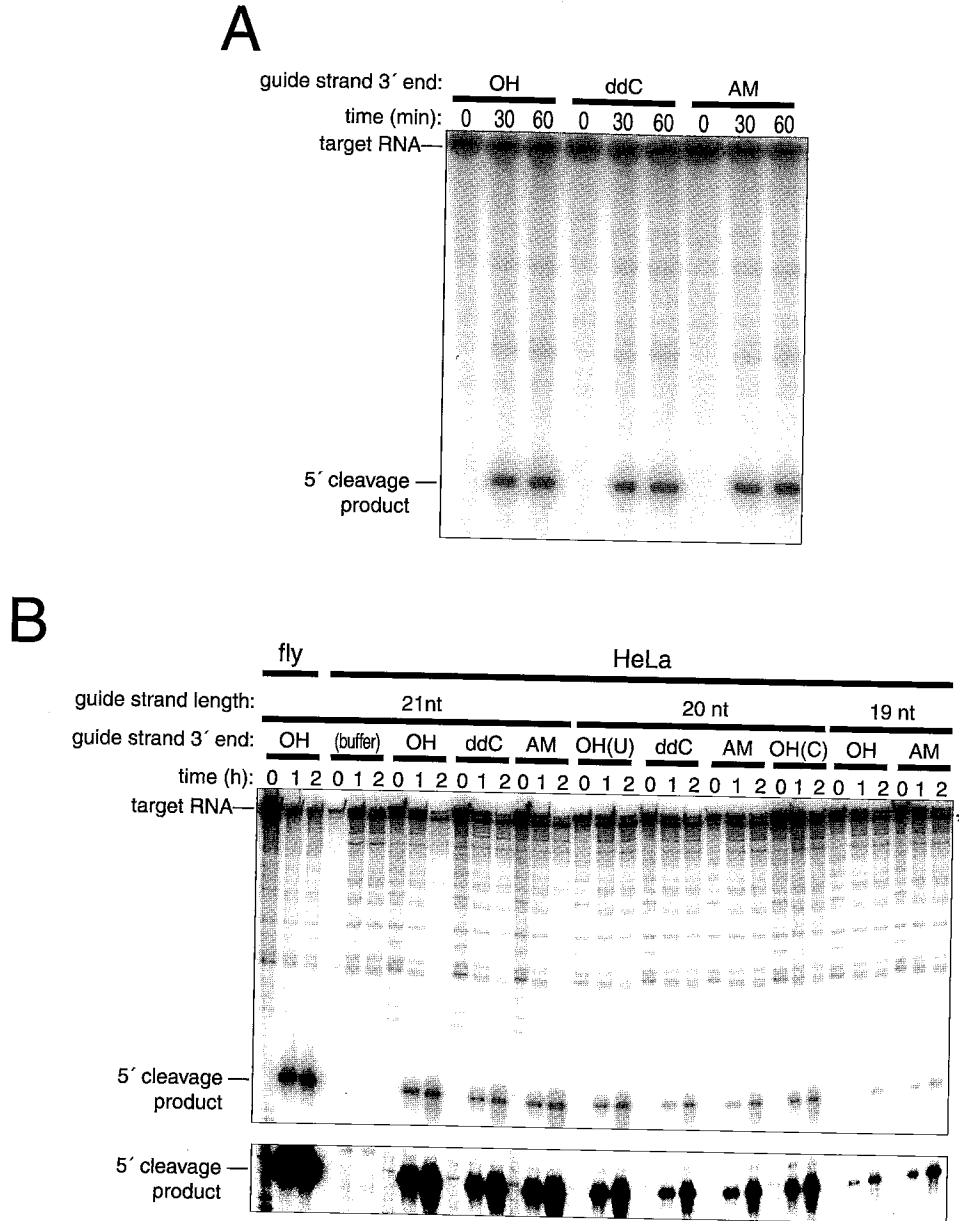 A
guide strand 3´ end: OH ddC AM
time (min): 0 30 60 0 30 60 0 30 60
target RNA
5´ cleavage
product
B
fly HeLa
guide strand length: 21nt 20 nt 19 nt
guide strand 3´ end: OH (buffer) OH ddC AM OH(U) ddC AM OH(C) OH AM
time (h): 0 1 2 0 1 2 0 1 2 0 1 2 0 1 2 0 1 2 0 1 2 0 1 2 0 1 2 0 1 2 0 1 2
target RNA
5´ cleavage
product
5´ cleavage
product